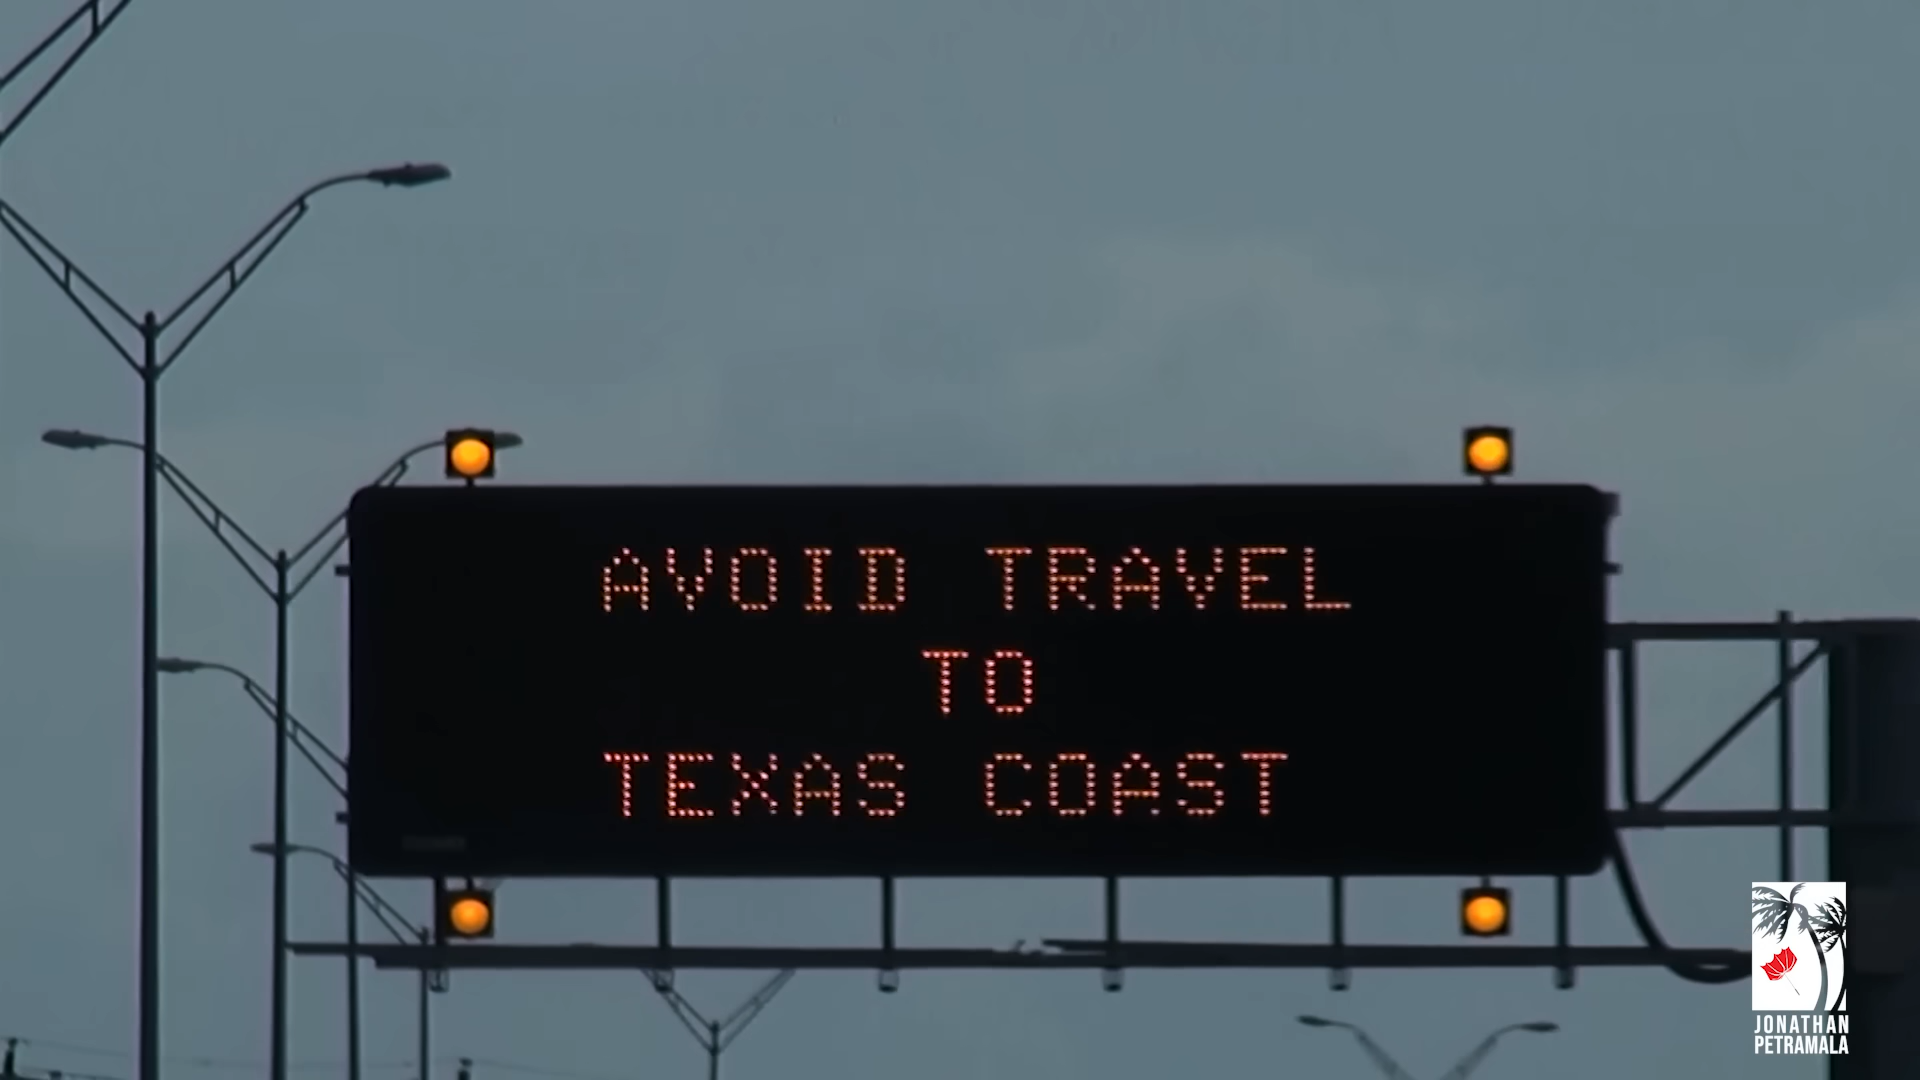 AVOID TRAVEL
TO
TEXAS COAST
JONATHAN
PETRAMALA